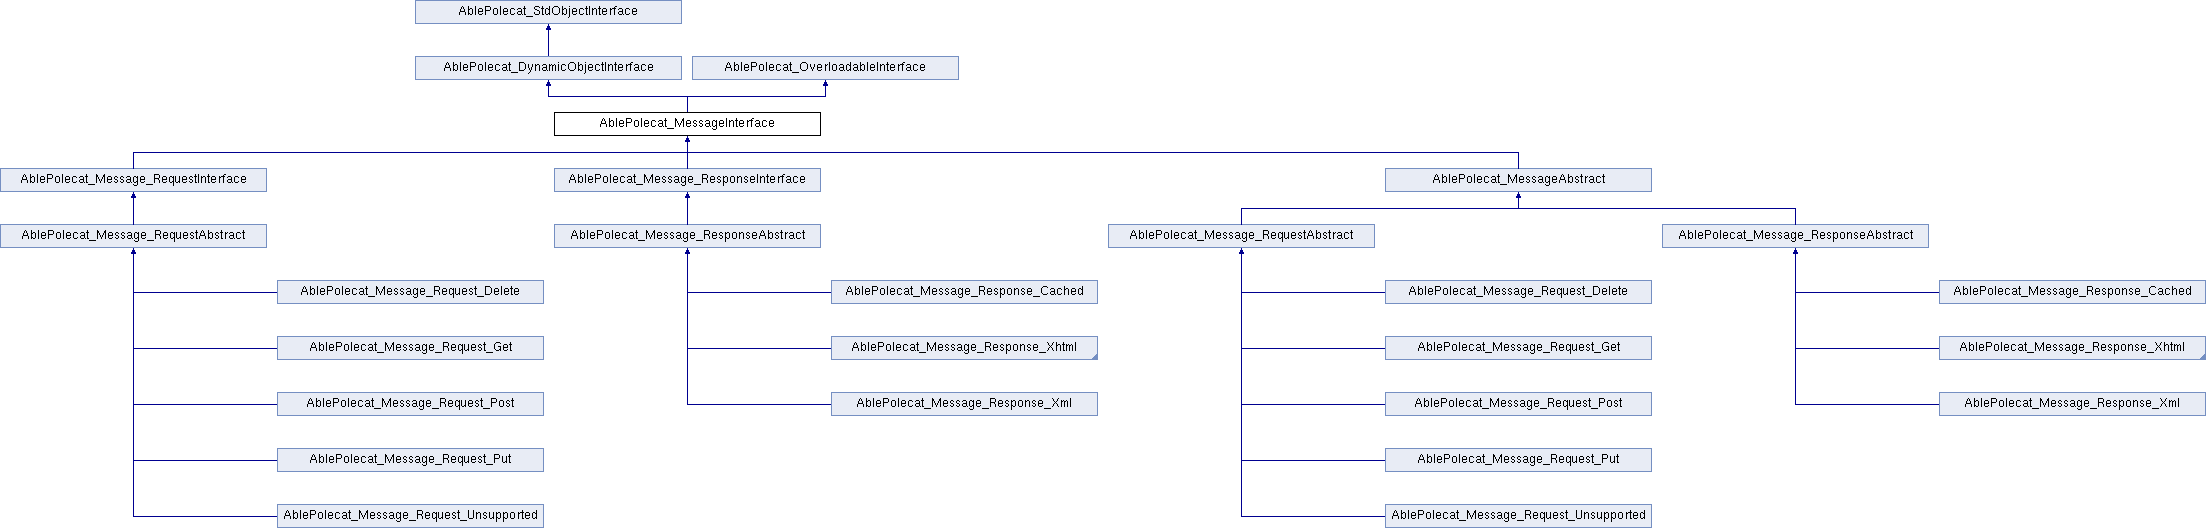 AblePolecat_StdObjectInterface
AblePolecat_DynamicObjectInterface
AblePolecat_OverloadableInterface
AblePolecat_MessageInterface
AblePolecat_Message_RequestInterface
AblePolecat_Message_ResponseInterface
AblePolecat_MessageAbstract
AblePolecat_Message_RequestAbstract
AblePolecat_Message_ResponseAbstract
AblePolecat_Message_RequestAbstract
AblePolecat_Message_ResponseAbstract
AblePolecat_Message_Request_Delete
AblePolecat_Message_Response_Cached
AblePolecat_Message_Request_Delete
AblePolecat_Message_Response_Cached
AblePolecat_Message_Request_Get
AblePolecat_Message_Response_Xhtml
AblePolecat_Message_Request_Get
AblePolecat_Message_Response_Xhtml
AblePolecat_Message_Request_Post
AblePolecat_Message_Response_Xml
AblePolecat_Message_Request_Post
AblePolecat_Message_Response_Xml
AblePolecat_Message_Request_Put
AblePolecat_Message_Request_Put
AblePolecat_Message_Request_Unsupported
AblePolecat_Message_Request_Unsupported